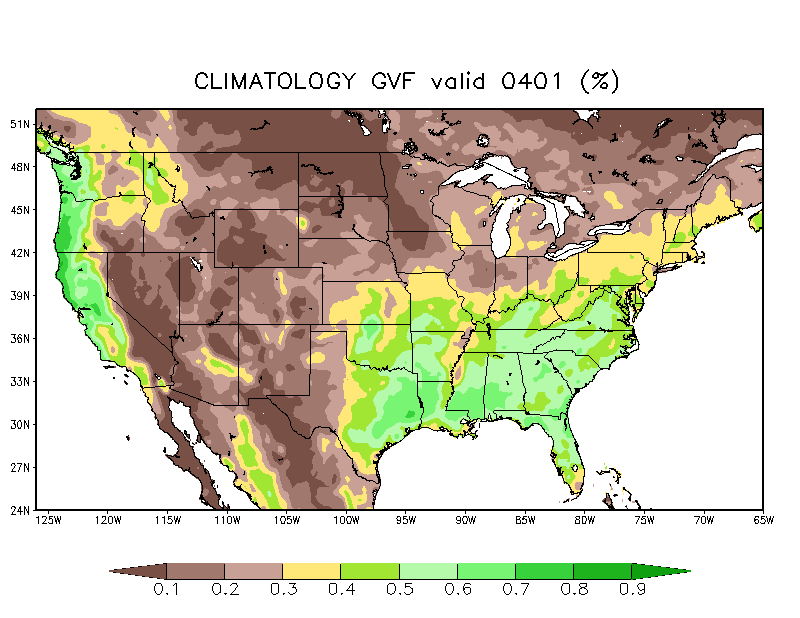 CLIMATOLOGY GVF valid 0401 (%)
51N
48N
45N
42N
39N
36N
33N
30N
27N
24N
125W 120W 115W 110W 105W 100W 95W 90W 85W 80W 75W 70W 65W
0.1 0.2 0.3 0.4 0.5 0.6 0.7 0.8 0.9